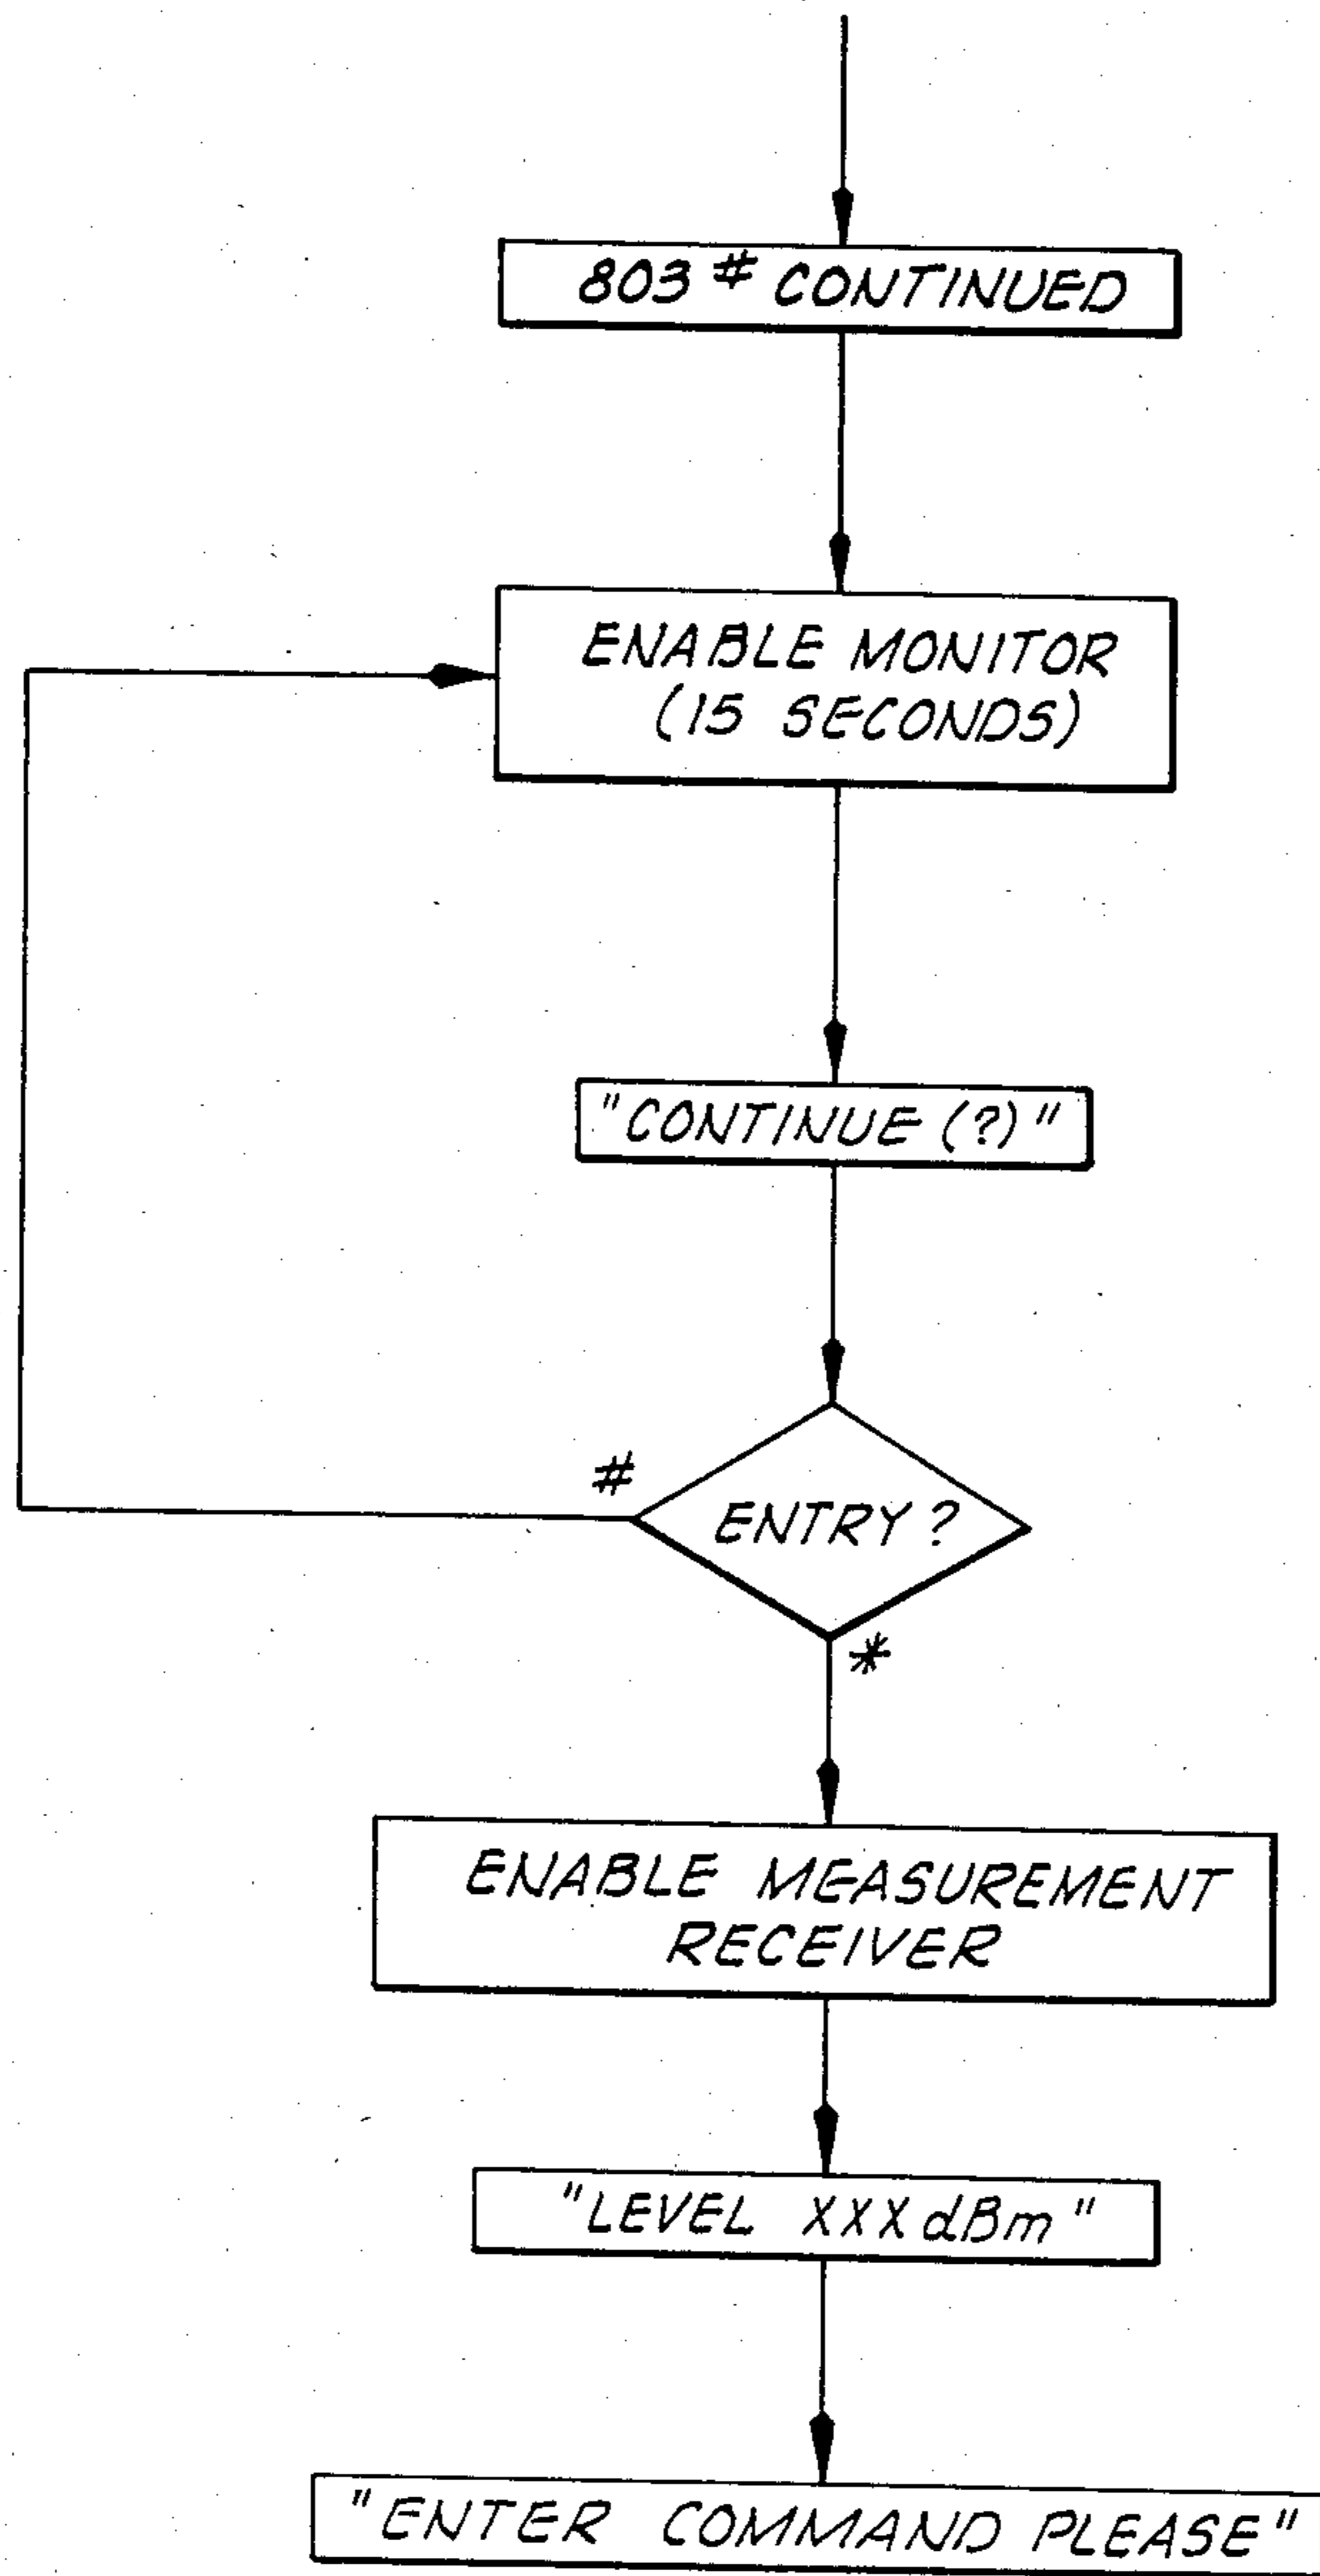 803 # CONTINUED
ENABLE MONITOR
(15 SECONDS)
"CONTINUE (?)"
#
ENTRY ?
*
ENABLE MEASUREMENT
RECEIVER
"LEVEL XXX dBm"
"ENTER COMMAND PLEASE"